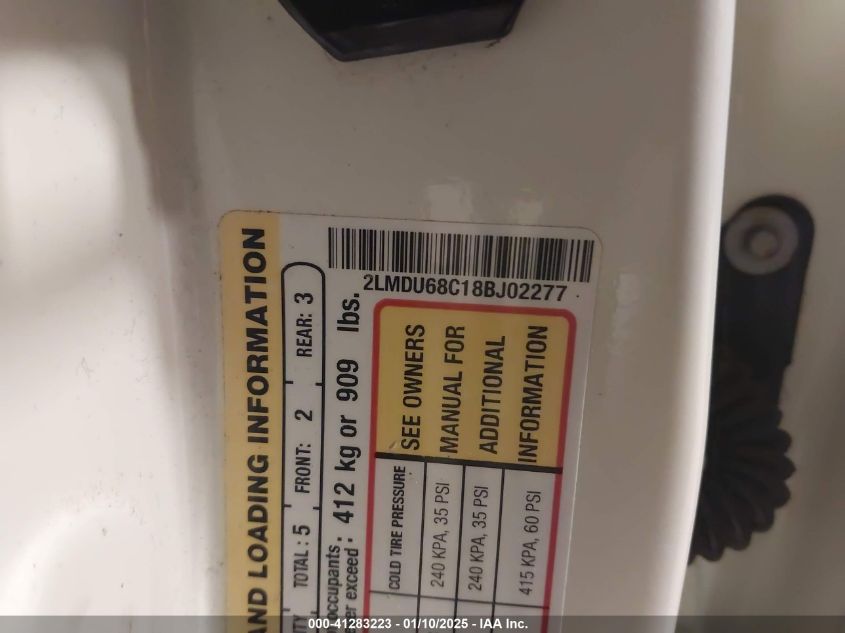 2LMDU68C18BJ02277
AND LOADING INFORMATION
TOTAL: 5 FRONT: 2 REAR: 3
occupants
exceed: 412 kg or 909 lbs.
COLD TIRE PRESSURE
240 KPA, 35 PSI
240 KPA, 35 PSI
415 KPA, 60 PSI
SEE OWNERS
MANUAL FOR
ADDITIONAL
INFORMATION
000-41283223 - 01/10/2025 - IAA Inc.